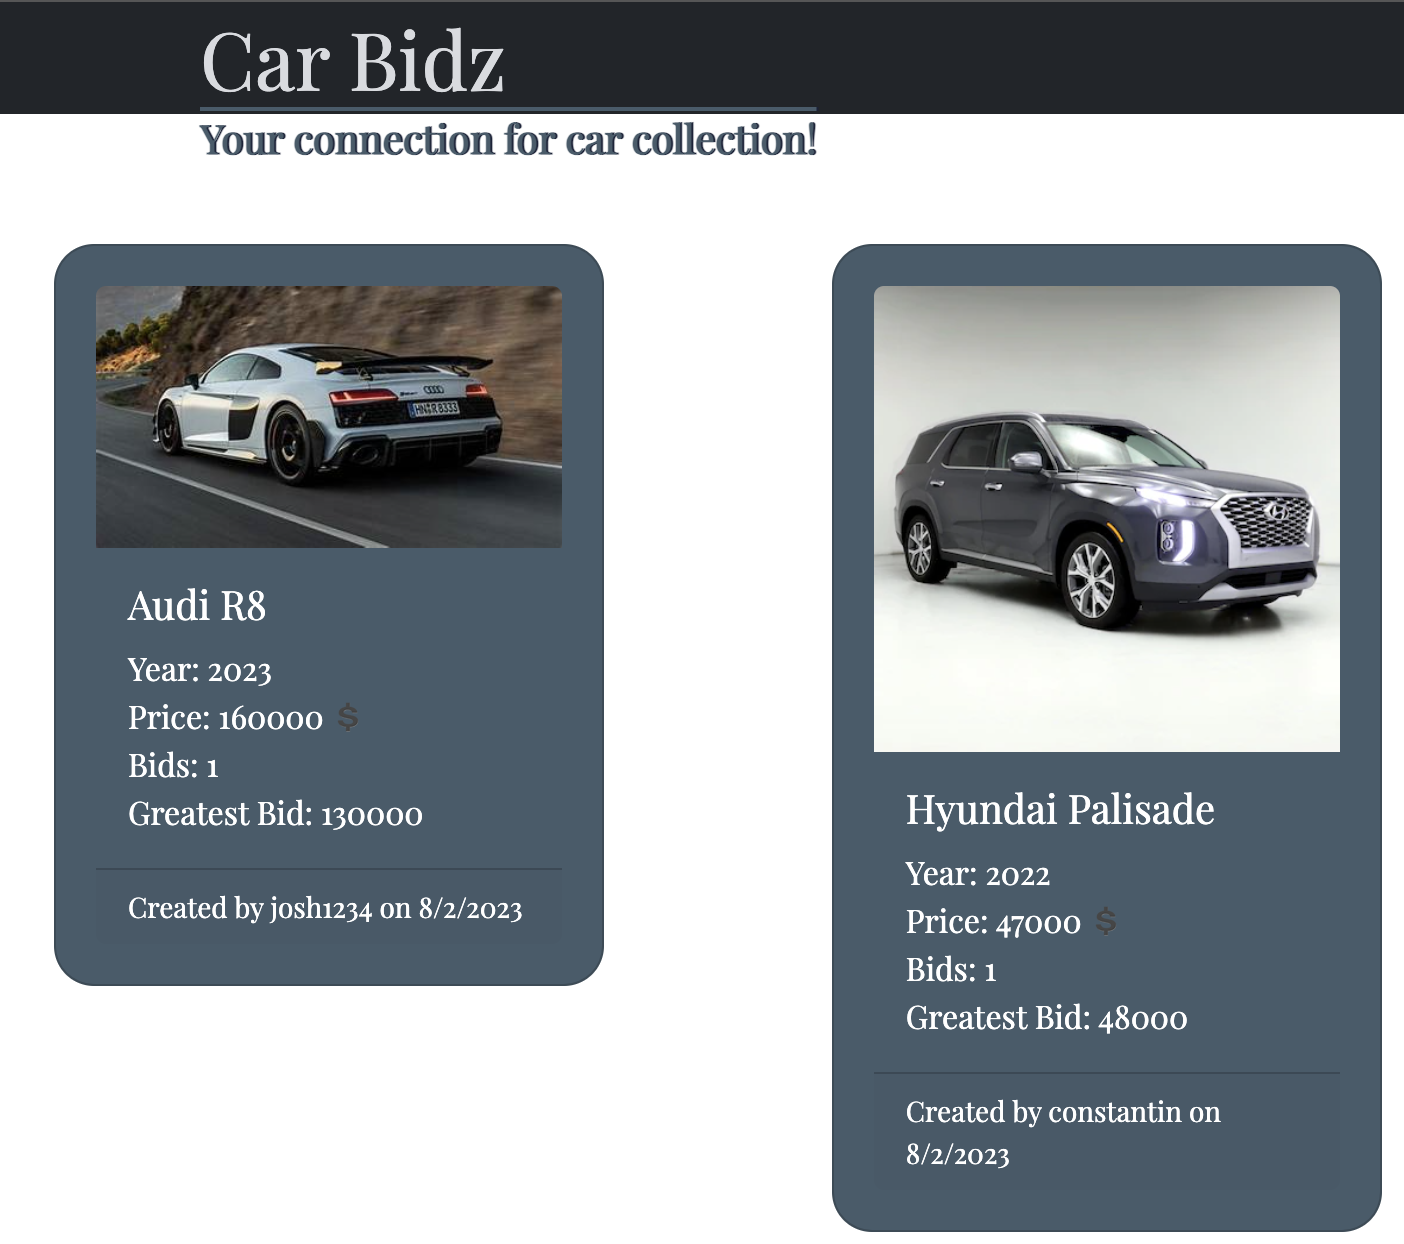 Car Bidz
Your connection for car collection!
HN R 8333
Audi R8
Year: 2023
Price: 160000 $
Bids: 1
Greatest Bid: 130000
Created by josh1234 on 8/2/2023
Hyundai Palisade
Year: 2022
Price: 47000 $
Bids: 1
Greatest Bid: 48000
Created by constantin on
8/2/2023